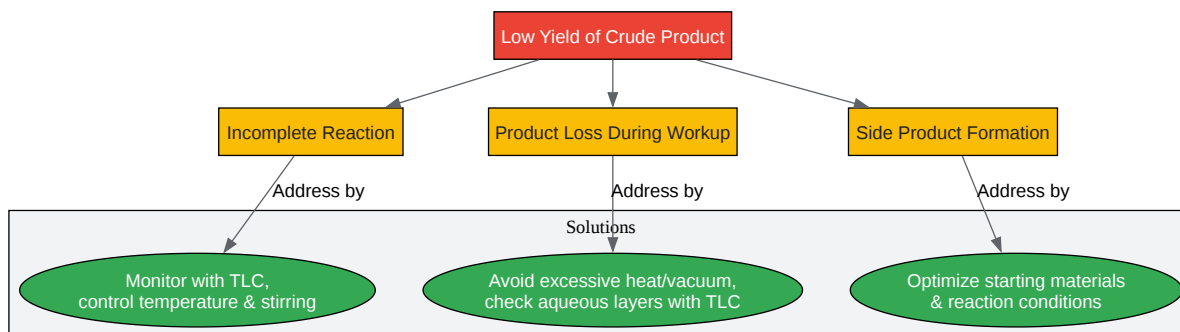 Low Yield of Crude Product
Incomplete Reaction
Product Loss During Workup
Side Product Formation
Address by
Address by
Address by
Solutions
Monitor with TLC,
control temperature & stirring
Avoid excessive heat/vacuum,
check aqueous layers with TLC
Optimize starting materials
& reaction conditions